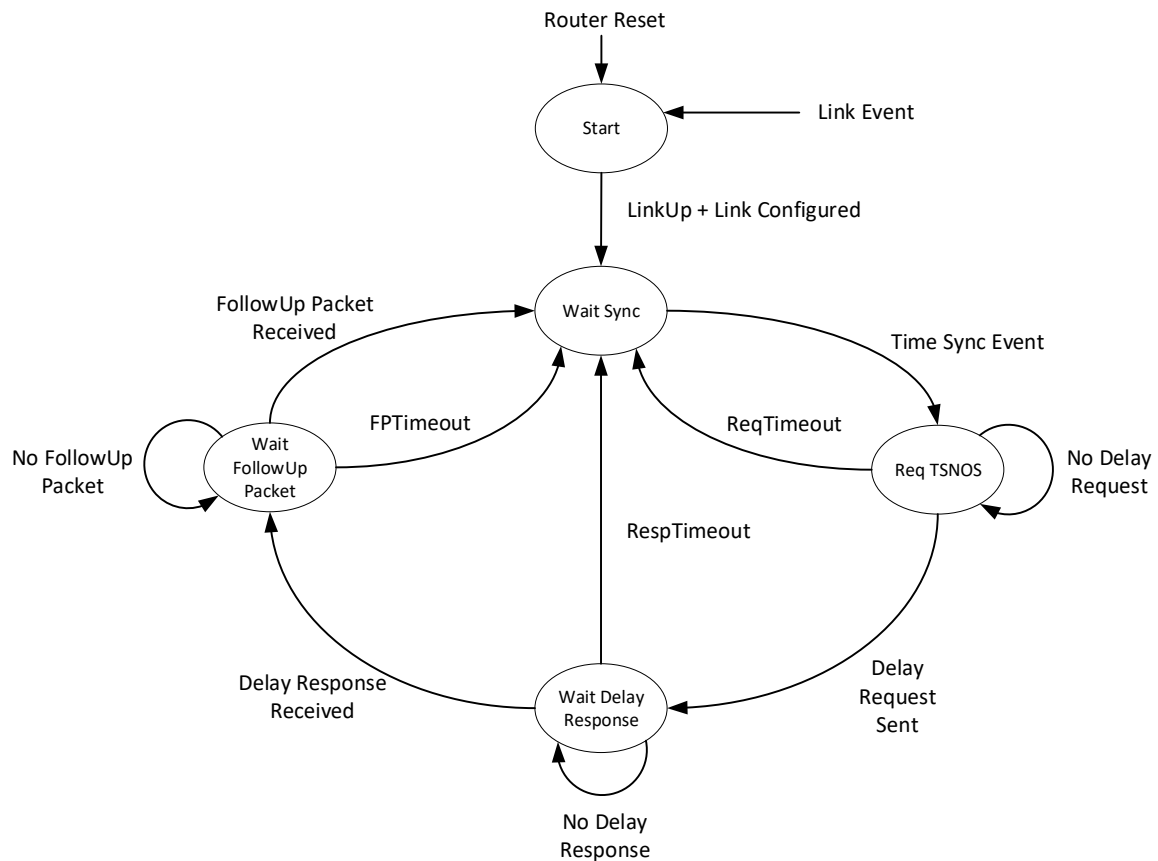 Router Reset
Start
Link Event
LinkUp + Link Configured
FollowUp Packet
Received
Wait Sync
Time Sync Event
FPTimeout
ReqTimeout
No FollowUp
Packet
Wait
FollowUp
Packet
Req TSNOS
No Delay
Request
RespTimeout
Delay Response
Received
Wait Delay
Response
Delay
Request
Sent
No Delay
Response